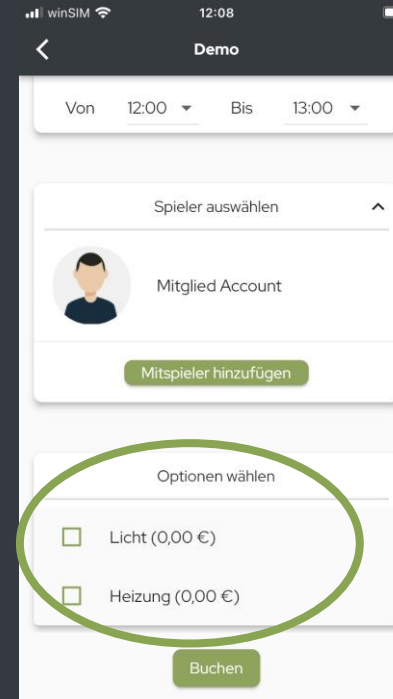 winSIM 12:08
Demo
Von 12:00 Bis 13:00
Spieler auswählen
Mitglied Account
Mitspieler hinzufügen
Optionen wählen
Licht (0,00 €)
Heizung (0,00 €)
Buchen